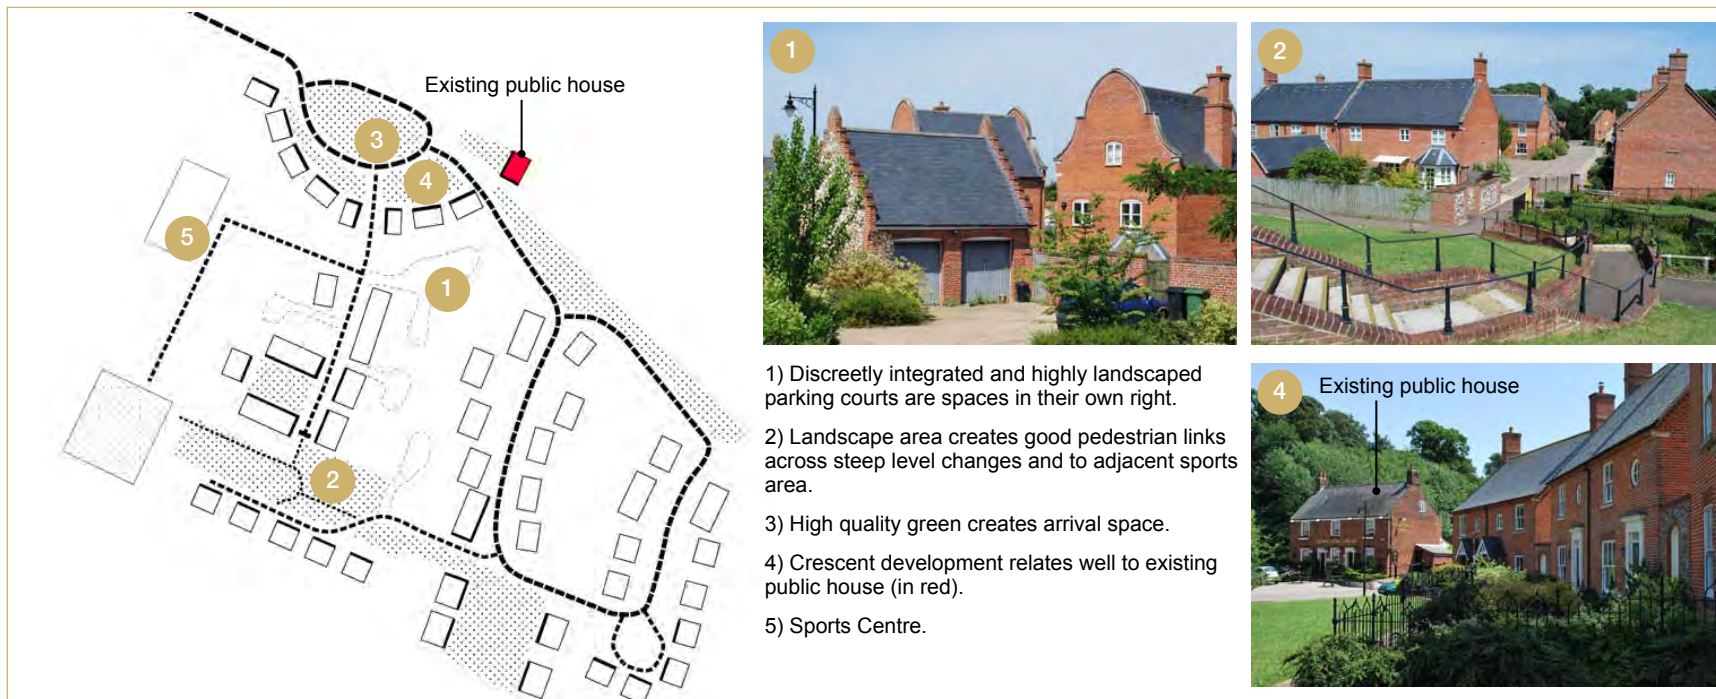 Existing public house
3
4
5
1
2
1
2
1) Discreetly integrated and highly landscaped
parking courts are spaces in their own right.
2) Landscape area creates good pedestrian links
across steep level changes and to adjacent sports
area.
3) High quality green creates arrival space.
4) Crescent development relates well to existing
public house (in red).
5) Sports Centre.
4
Existing public house